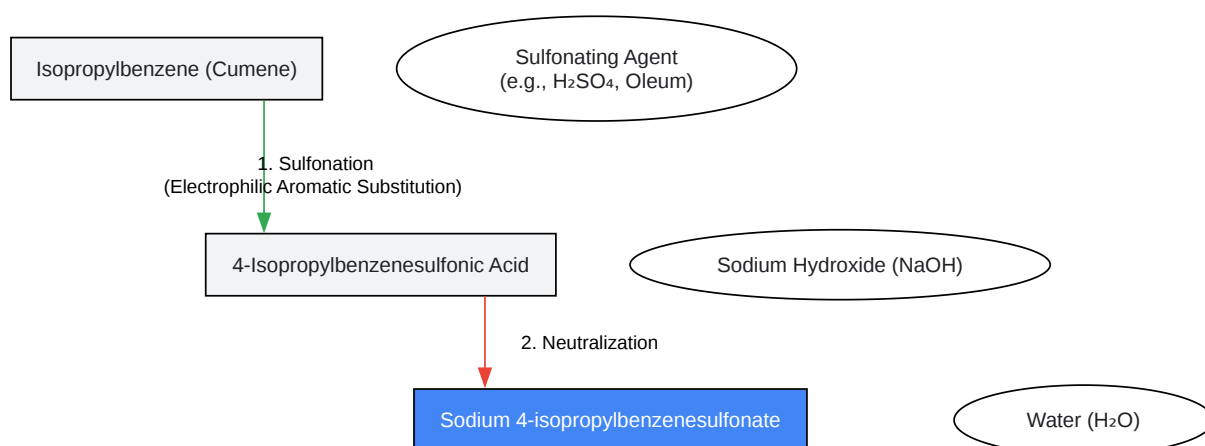 Isopropylbenzene (Cumene)
Sulfonating Agent
(e.g., H₂SO₄, Oleum)
1. Sulfonation
(Electrophilic Aromatic Substitution)
4-Isopropylbenzenesulfonic Acid
Sodium Hydroxide (NaOH)
2. Neutralization
Sodium 4-isopropylbenzenesulfonate
Water (H₂O)